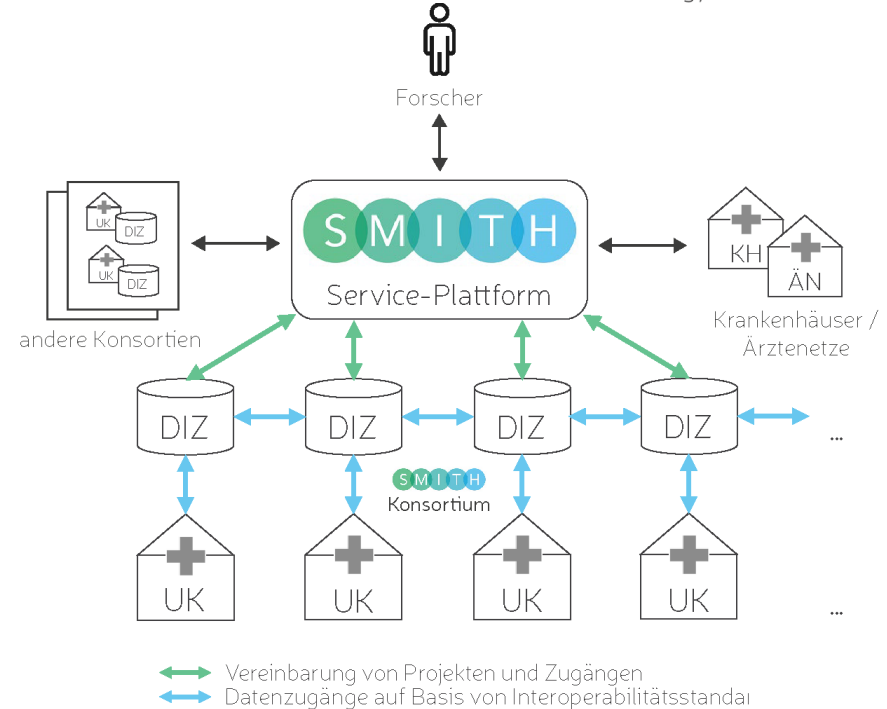 Forscher
SMITH
Service-Plattform
UK
DIZ
UK
DIZ
andere Konsortien
KH
ÄN
Krankenhäuser /
Ärztenetze
DIZ
DIZ
DIZ
DIZ
...
SMITH
Konsortium
UK
UK
UK
UK
...
Vereinbarung von Projekten und Zugängen
Datenzugänge auf Basis von